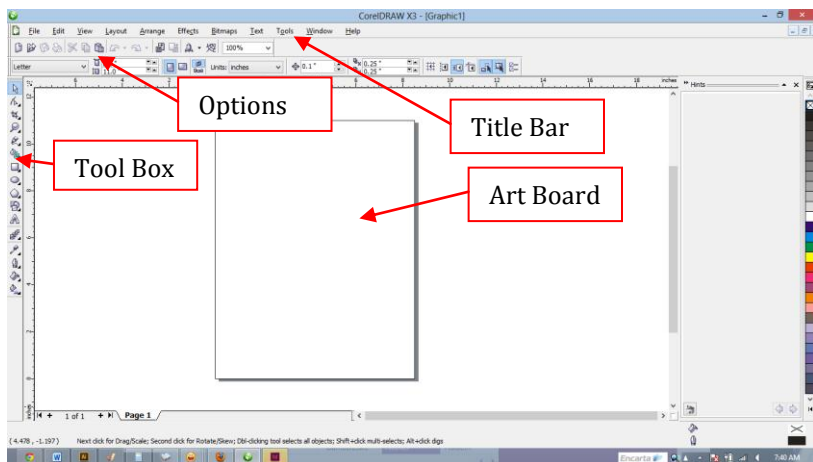 CorelDRAW X3 - [Graphic1]
File Edit View Layout Arrange Effects Bitmaps Text Tools Window Help
100%
Letter 11.0 Units: inches 0.1 " 0.25 " 0.25 "
inches
Hints
Options
Title Bar
Tool Box
Art Board
inches
1 of 1 Page 1
( 4.478 , -1.197 ) Next click for Drag/Scale; Second click for Rotate/Skew; Dbl-clicking tool selects all objects; Shift+click multi-selects; Alt+click digs
Encarta 7:40 AM